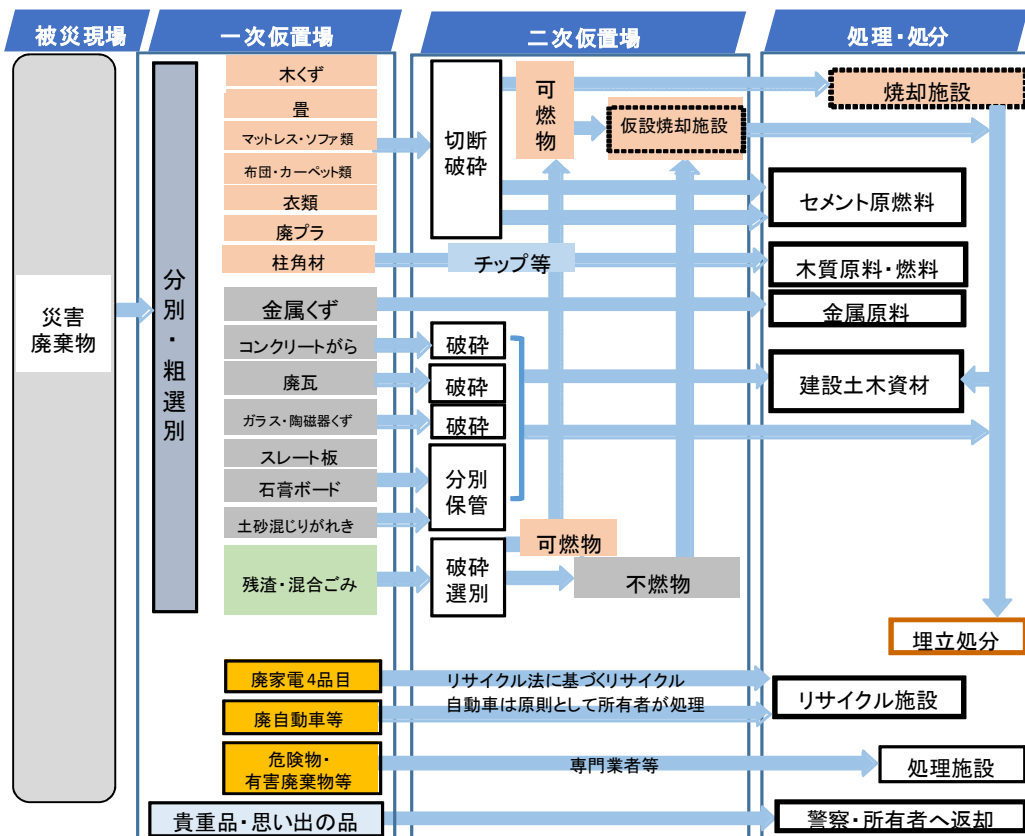 被災現場
一次仮置場
二次仮置場
処理・処分
災害
廃棄物
分別・粗選別
木くず
畳
マットレス・ソファ類
布団・カーペット類
衣類
廃プラ
柱角材
金属くず
コンクリートがら
廃瓦
ガラス・陶磁器くず
スレート板
石膏ボード
土砂混じりがれき
残渣・混合ごみ
廃家電4品目
廃自動車等
危険物・
有害廃棄物等
貴重品・思い出の品
切断
破砕
可燃物
仮設焼却施設
チップ等
破砕
破砕
破砕
分別
保管
破砕
選別
可燃物
不燃物
リサイクル法に基づくリサイクル
自動車は原則として所有者が処理
専門業者等
焼却施設
セメント原燃料
木質原料・燃料
金属原料
建設土木資材
埋立処分
リサイクル施設
処理施設
警察・所有者へ返却